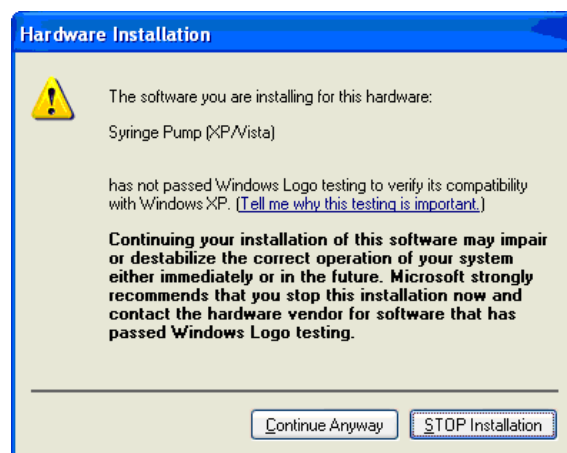 Hardware Installation
The software you are installing for this hardware:
Syringe Pump (XP/Vista)
has not passed Windows Logo testing to verify its compatibility
with Windows XP. (Tell me why this testing is important.)
Continuing your installation of this software may impair
or destabilize the correct operation of your system
either immediately or in the future. Microsoft strongly
recommends that you stop this installation now and
contact the hardware vendor for software that has
passed Windows Logo testing.
Continue Anyway
STOP Installation